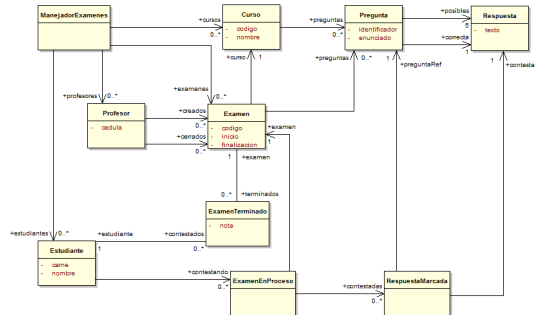 ManejadorExamenes
+cursos
0..*
Curso
- codigo
- nombre
+preguntas
0..*
Pregunta
- identificador
- enunciado
+posibles
5
+correcta
1
Respuesta
- texto
+curso
1
+preguntas
0..*
1
+preguntaRef
1
+contesta
+profesores
0..*
+examenes
0..*
Profesor
- cedula
+creados
0..*
+cerrados
0..*
Examen
- codigo
- inicio
- finalizacion
+examen
1
1
+examen
0..*
+terminados
ExamenTerminado
- nota
+estudiantes
0..*
+estudiante
1
+contestados
0..*
Estudiante
- carne
- nombre
+contestando
0..*
ExamenEnProceso
+contestadas
0..*
RespuestaMarcada